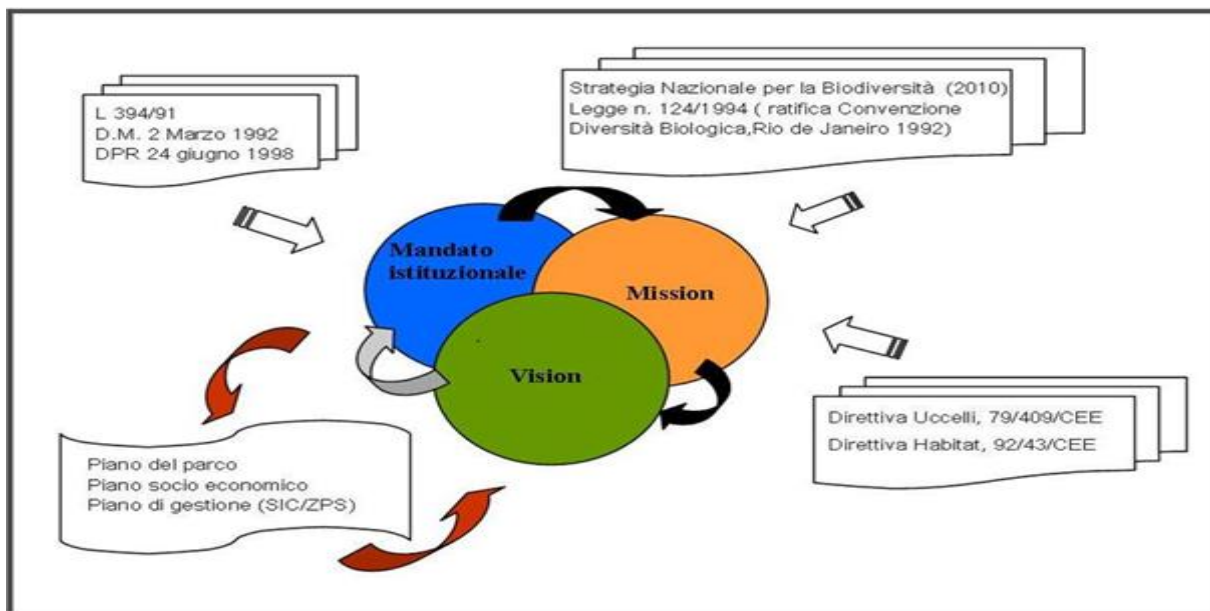 L 394/91
D.M. 2 Marzo 1992
DPR 24 giugno 1998
Strategia Nazionale per la Biodiversità (2010)
Legge n. 124/1994 ( ratifica Convenzione
Diversità Biologica,Rio de Janeiro 1992)
Mandato
istituzionale
Mission
Vision
Direttiva Uccelli, 79/409/CEE
Direttiva Habitat, 92/43/CEE
Piano del parco
Piano socio economico
Piano di gestione (SIC/ZPS)